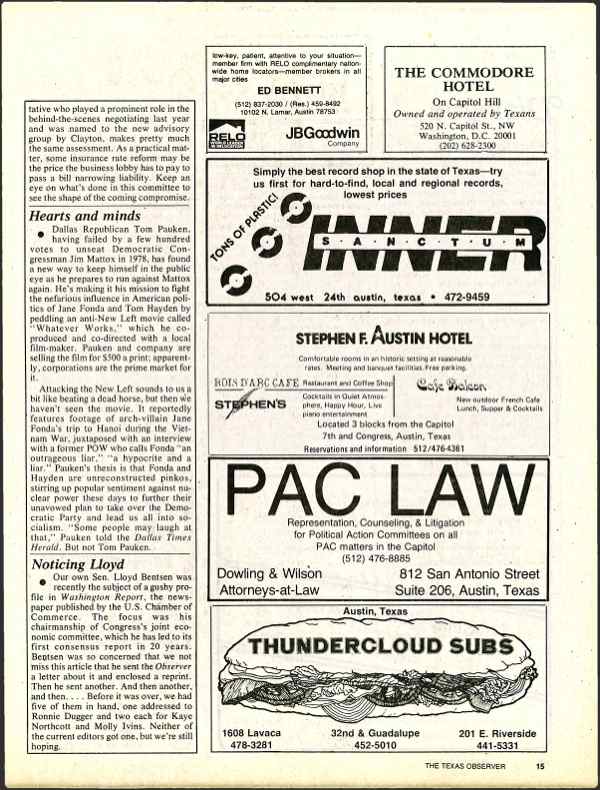 tative who played a prominent role in the
behind-the-scenes negotiating last year
and was named to the new advisory
group by Clayton, makes pretty much
the same assessment. As a practical mat-
ter, some insurance rate reform may be
the price the business lobby has to pay to
pass a bill narrowing liability. Keep an
eye on what's done in this committee to
see the shape of the coming compromise.
Hearts and minds
• Dallas Republican Tom Pauken,
having failed by a few hundred
votes to unseat Democratic Con-
gressman Jim Mattox in 1978, has found
a new way to keep himself in the public
eye as he prepares to run against Mattox
again. He's making it his mission to fight
the nefarious influence in American poli-
tics of Jane Fonda and Tom Hayden by
peddling an anti-New Left movie called
"Whatever Works," which he co-
produced and co-directed with a local
film-maker. Pauken and company are
selling the film for $500 a print; apparent-
ly, corporations are the prime market for
it.
Attacking the New Left sounds to us a
bit like beating a dead horse, but then we
haven't seen the movie. It reportedly
features footage of arch-villain Jane
Fonda's trip to Hanoi during the Viet-
nam War, juxtaposed with an interview
with a former POW who calls Fonda "an
outrageous liar," "a hypocrite and a
liar." Pauken's thesis is that Fonda and
Hayden are unreconstructed pinkos,
stirring up popular sentiment against nu-
clear power these days to further their
unavowed plan to take over the Demo-
cratic Party and lead us all into so-
cialism. "Some people may laugh at
that," Pauken told the Dallas Times
Herald. But not Tom Pauken.
Noticing Lloyd
• Our own Sen. Lloyd Bentsen was
recently the subject of a gushy pro-
file in Washington Report, the news-
paper published by the U.S. Chamber of
Commerce. The focus was his
chairmanship of Congress's joint eco-
nomic committee, which he has led to its
first consensus report in 20 years.
Bentsen was so concerned that we not
miss this article that he sent the Observer
a letter about it and enclosed a reprint.
Then he sent another. And then another,
and then. . . . Before it was over, we had
five of them in hand, one addressed to
Ronnie Dugger and two each for Kaye
Northcott and Molly Ivins. Neither of
the current editors got one, but we're still
hoping.
low-key, patient, attentive to your situation—
member firm with RELO complimentary nation-
wide home locators—member brokers in all
major cities
ED BENNETT
(512) 837-2030 / (Res.) 459-8492
10102 N. Lamar, Austin 78753
RELO
JBGoodwin
Company
THE COMMODORE
HOTEL
On Capitol Hill
Owned and operated by Texans
520 N. Capitol St., NW
Washington, D.C. 20001
(202) 628-2300
Simply the best record shop in the state of Texas—try
us first for hard-to-find, local and regional records,
lowest prices
TONS OF PLASTIC!
INNER
S·A·N·C·T·U·M
504 west 24th austin, texas • 472-9459
STEPHEN F. AUSTIN HOTEL
Comfortable rooms in an historic setting at reasonable
rates. Meeting and banquet facilities. Free parking.
BOIS D'ARC CAFE Restaurant and Coffee Shop
STEPHEN'S
Cocktails in Quiet Atmos-
phere, Happy Hour, Live
piano entertainment
Cafe Balcon
New outdoor French Cafe
Lunch, Supper & Cocktails
Located 3 blocks from the Capitol
7th and Congress, Austin, Texas
Reservations and information 512/476-4361
PAC LAW
Representation, Counseling, & Litigation
for Political Action Committees on all
PAC matters in the Capitol
(512) 476-8885
Dowling & Wilson
Attorneys-at-Law
812 San Antonio Street
Suite 206, Austin, Texas
Austin, Texas
THUNDERCLOUD SUBS
1608 Lavaca
478-3281
32nd & Guadalupe
452-5010
201 E. Riverside
441-5331
THE TEXAS OBSERVER 15